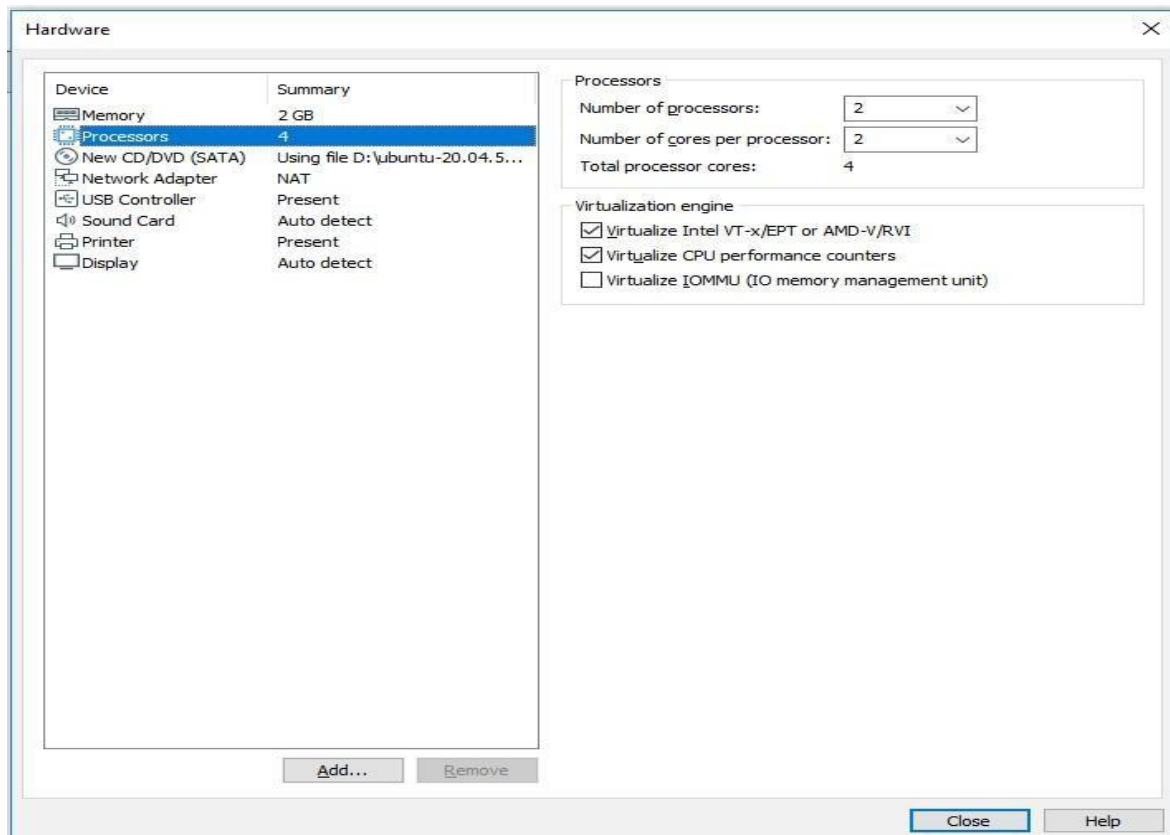 Hardware
Device Summary
Memory 2 GB
Processors 4
New CD/DVD (SATA) Using file D:\ubuntu-20.04.5...
Network Adapter NAT
USB Controller Present
Sound Card Auto detect
Printer Present
Display Auto detect
Add... Remove
Processors
Number of processors: 2
Number of cores per processor: 2
Total processor cores: 4
Virtualization engine
Virtualize Intel VT-x/EPT or AMD-V/RVI
Virtualize CPU performance counters
Virtualize IOMMU (IO memory management unit)
Close Help